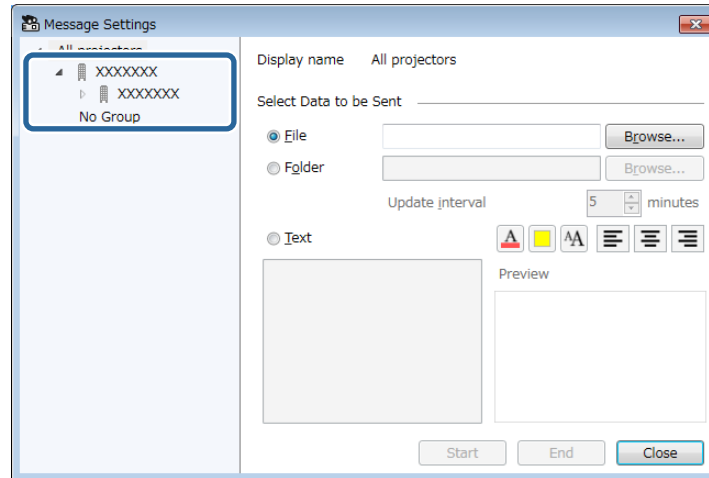 Message Settings
All projectors
XXXXXXX
XXXXXXX
No Group
Display name All projectors
Select Data to be Sent
File Browse...
Folder Browse...
Update interval 5 minutes
Text A AA
Preview
Start End Close